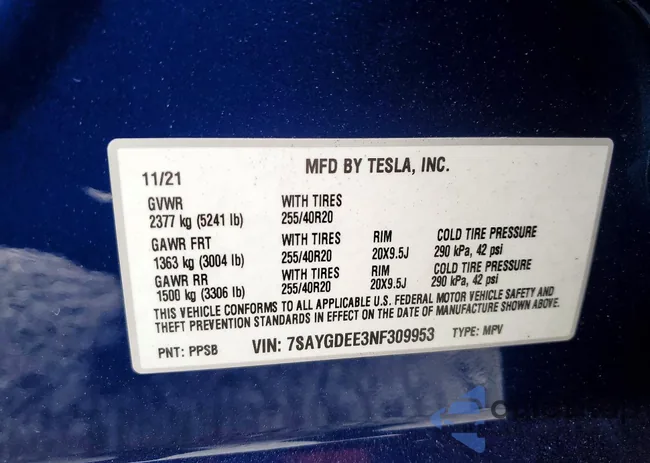 11/21 MFD BY TESLA, INC.
GVWR WITH TIRES
2377 kg (5241 lb) 255/40R20
GAWR FRT WITH TIRES RIM COLD TIRE PRESSURE
1363 kg (3004 lb) 255/40R20 20X9.5J 290 kPa, 42 psi
GAWR RR WITH TIRES RIM COLD TIRE PRESSURE
1500 kg (3306 lb) 255/40R20 20X9.5J 290 kPa, 42 psi
THIS VEHICLE CONFORMS TO ALL APPLICABLE U.S. FEDERAL MOTOR VEHICLE SAFETY AND
THEFT PREVENTION STANDARDS IN EFFECT ON THE DATE OF MANUFACTURE SHOWN ABOVE.
PNT: PPSB VIN: 7SAYGDEE3NF309953 TYPE: MPV